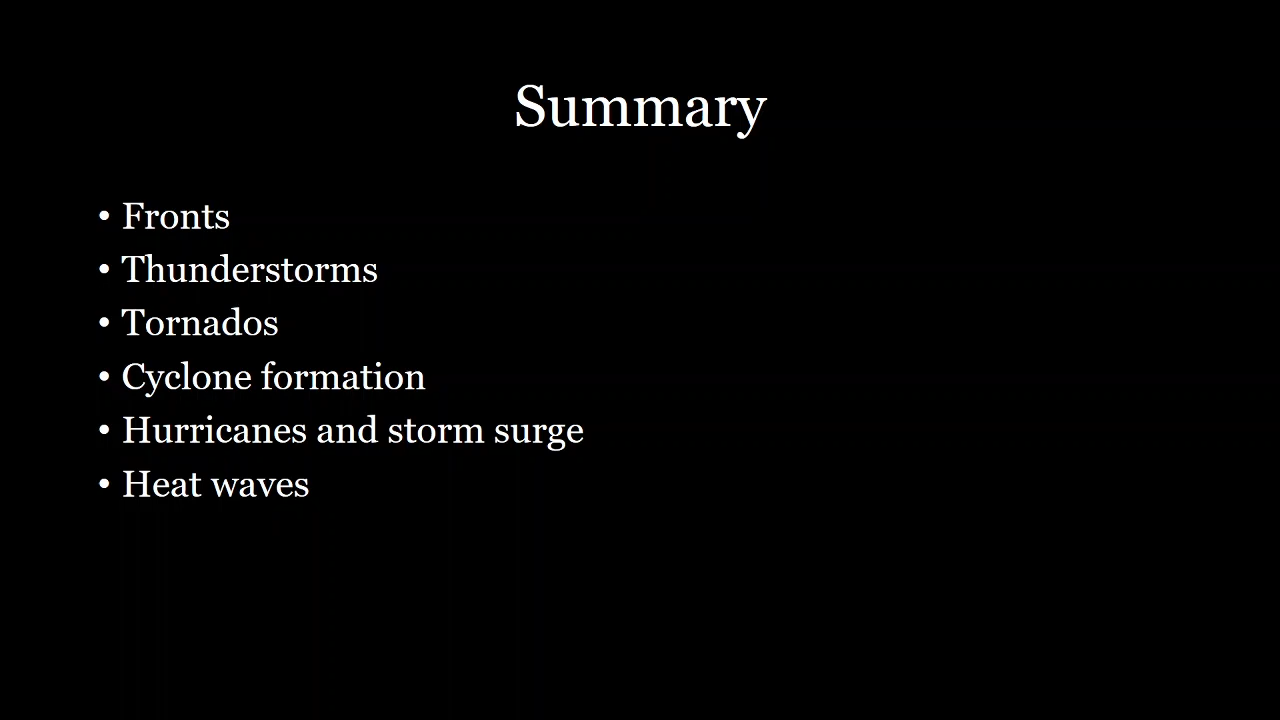 Summary
• Fronts
• Thunderstorms
• Tornados
• Cyclone formation
• Hurricanes and storm surge
• Heat waves